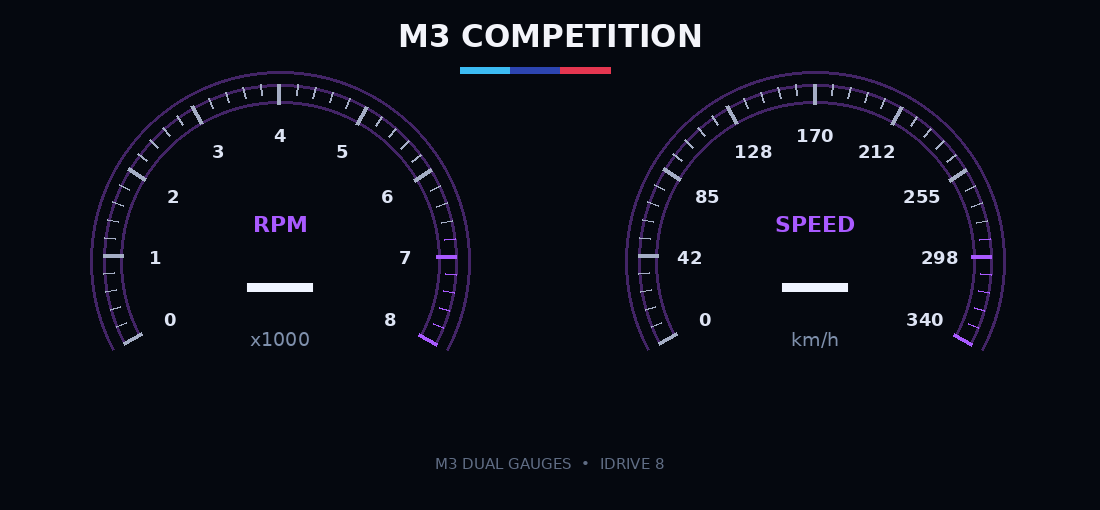 M3 COMPETITION
0 1 2 3 4 5 6 7 8
RPM
x1000
0 42 85 128 170 212 255 298 340
SPEED
km/h
M3 DUAL GAUGES • IDRIVE 8